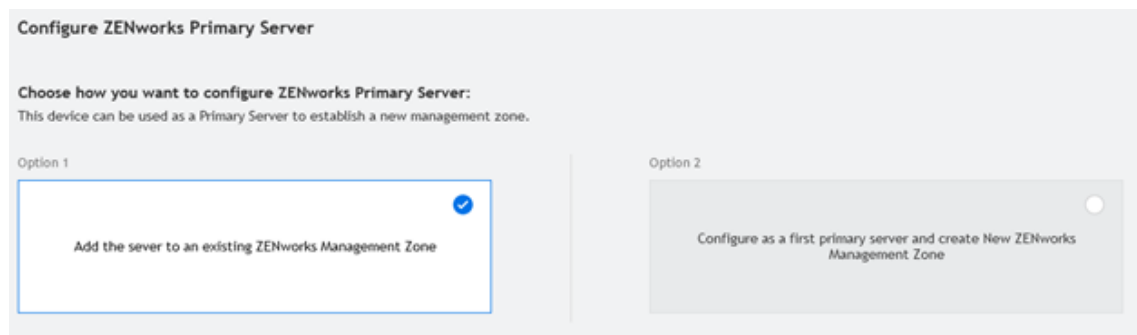 Configure ZENworks Primary Server
Choose how you want to configure ZENworks Primary Server:
This device can be used as a Primary Server to establish a new management zone.
Option 1
Add the sever to an existing ZENworks Management Zone
Option 2
Configure as a first primary server and create New ZENworks
Management Zone